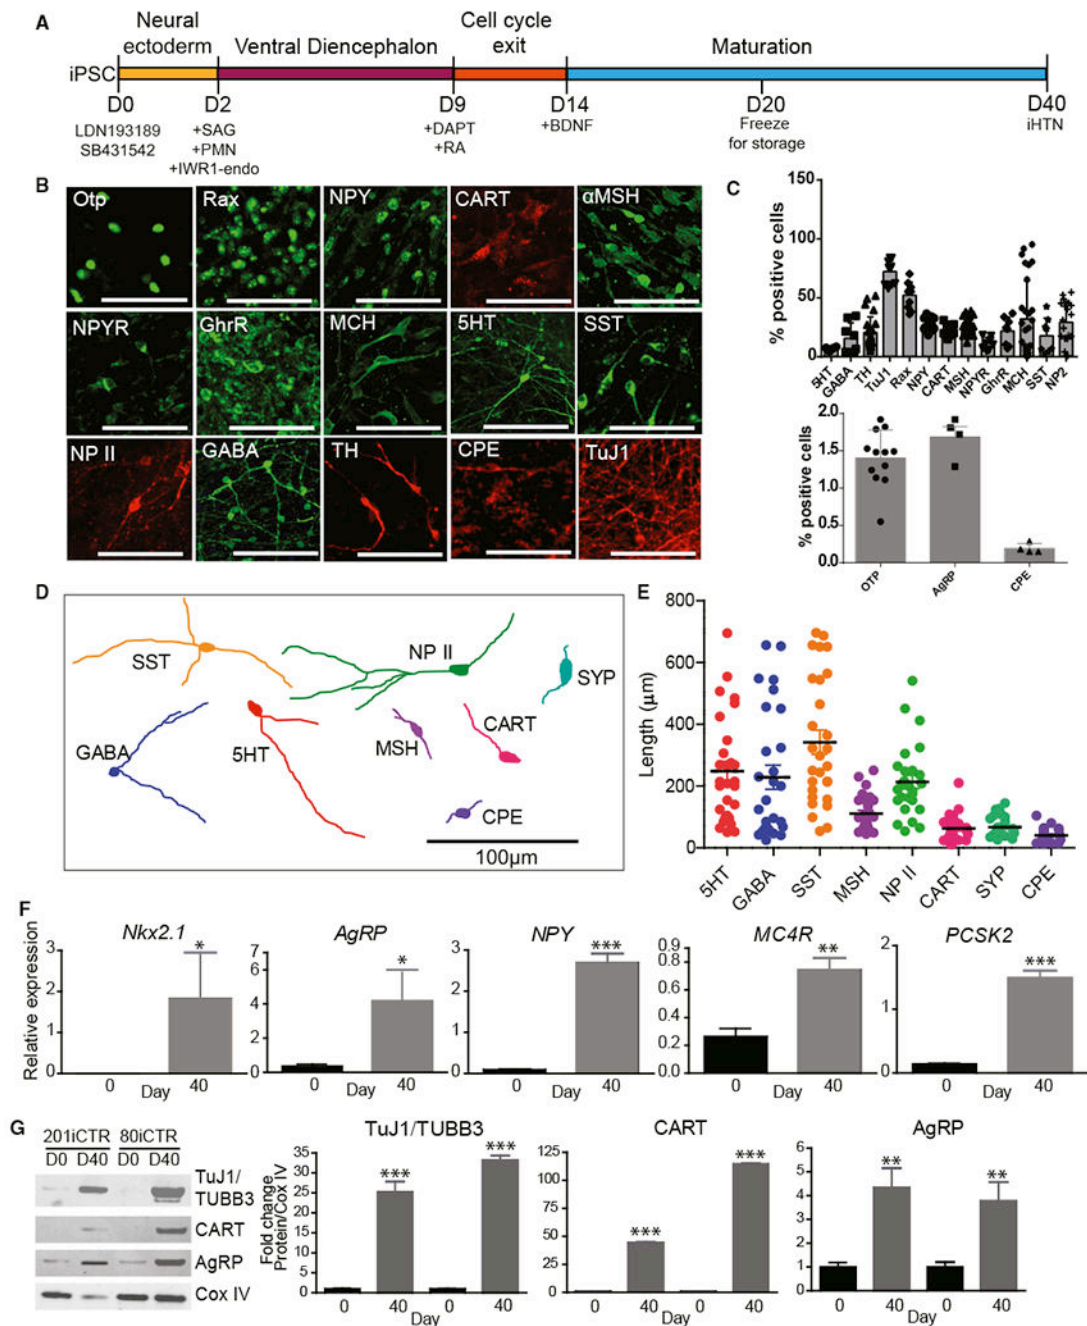 A
Neural ectoderm
Ventral Diencephalon
Cell cycle exit
Maturation
iPSC
D0
D2
D9
D14
D20
D40
LDN193189
SB431542
+SAG
+PMN
+IWR1-endo
+DAPT
+RA
+BDNF
Freeze for storage
iHTN
B
Otp
Rax
NPY
CART
αMSH
NPYR
GhrR
MCH
5HT
SST
NP II
GABA
TH
CPE
TuJ1
C
% positive cells
150
100
50
0
5HT
GABA
TH
TuJ1
Rax
NPY
CART
MSH
NPYR
GhrR
MCH
SST
NP2
% positive cells
2.0
1.5
1.0
1.5
0.0
OTP
AgRP
CPE
D
SST
NP II
SYP
GABA
5HT
MSH
CART
CPE
100µm
E
Length (µm)
800
600
400
200
0
5HT
GABA
SST
MSH
NP II
CART
SYP
CPE
F
Relative expression
Nkx2.1
3
2
1
0
*
0 Day 40
AgRP
7
6
4
2
0
*
0 Day 40
NPY
3
2
1
0
***
0 Day 40
MC4R
0.8
0.6
0.4
0.2
0.0
**
0 Day 40
PCSK2
2
1
0
***
0 Day 40
G
201iCTR 80iCTR
D0 D40 D0 D40
TuJ1/
TUBB3
CART
AgRP
Cox IV
TuJ1/TUBB3
Fold change
Protein/Cox IV
35
30
25
20
15
10
5
0
***
***
0 40 0 40
Day
CART
125
100
75
50
25
0
***
***
0 40 0 40
Day
AgRP
6
5
4
3
2
1
0
**
**
0 40 0 40
Day